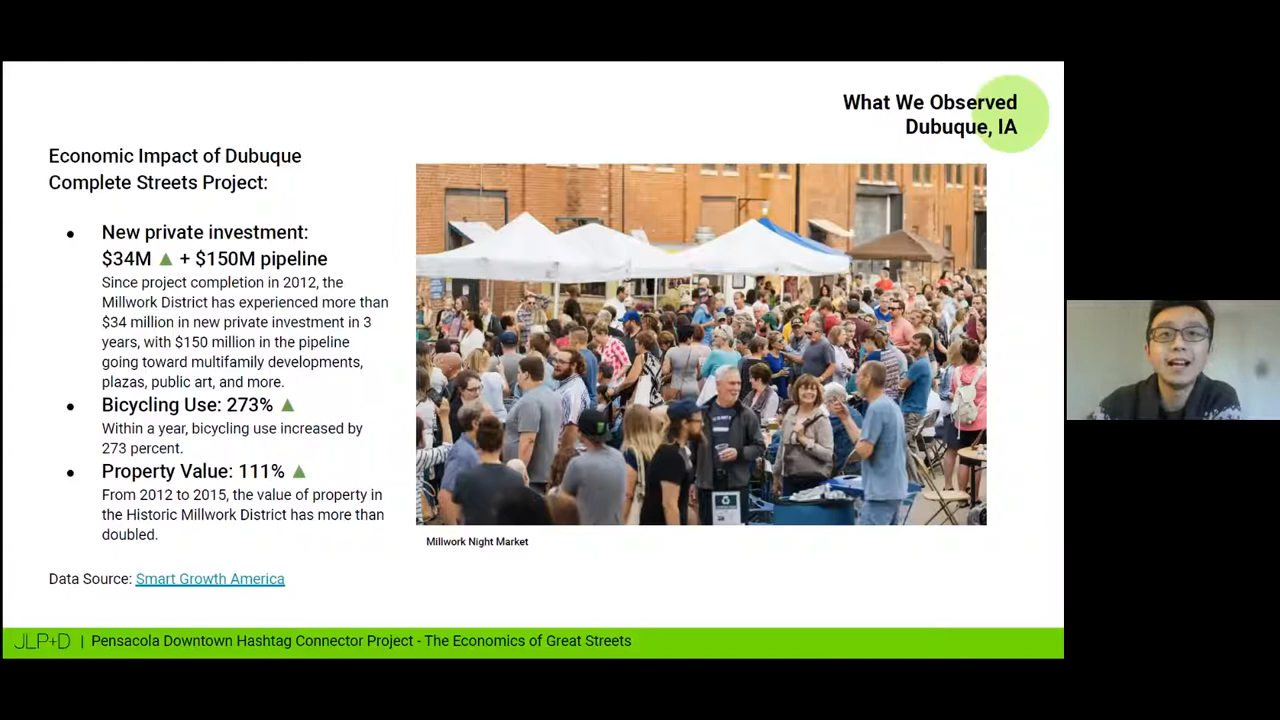 What We Observed
Dubuque, IA
Economic Impact of Dubuque
Complete Streets Project:
● New private investment:
$34M ▲ + $150M pipeline
Since project completion in 2012, the
Millwork District has experienced more than
$34 million in new private investment in 3
years, with $150 million in the pipeline
going toward multifamily developments,
plazas, public art, and more.
● Bicycling Use: 273% ▲
Within a year, bicycling use increased by
273 percent.
● Property Value: 111% ▲
From 2012 to 2015, the value of property in
the Historic Millwork District has more than
doubled.
Millwork Night Market
Data Source: Smart Growth America
JLP+D | Pensacola Downtown Hashtag Connector Project - The Economics of Great Streets